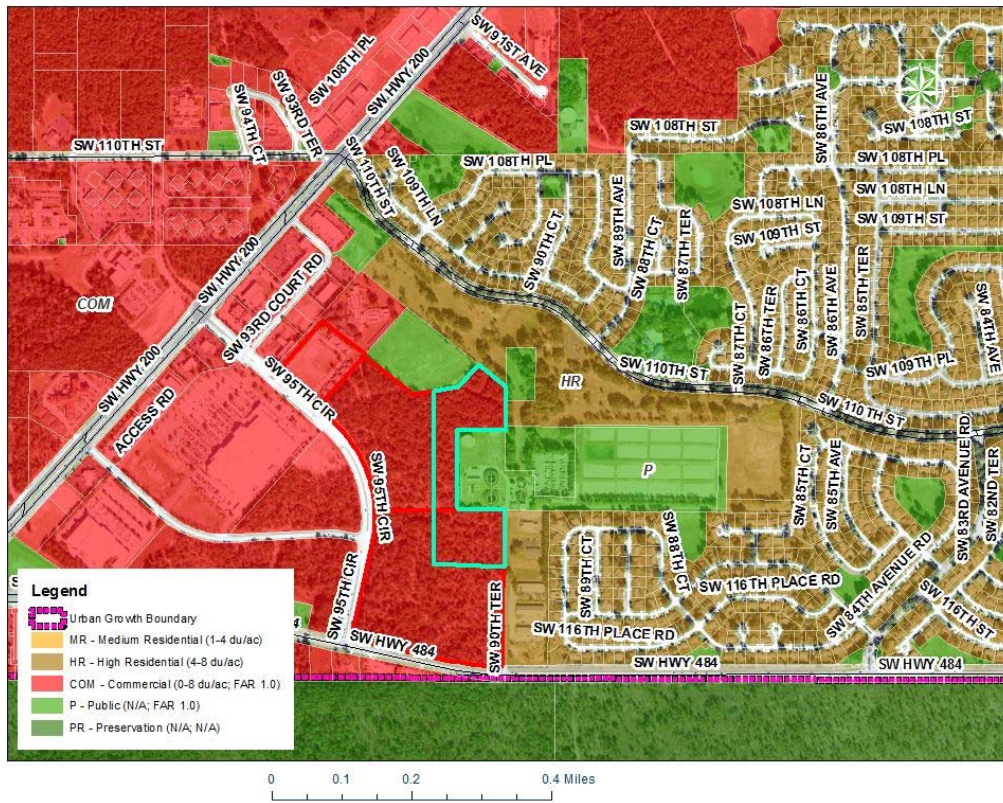 SW 91ST AVE
SW 108TH PL
SW HWY 200
SW 93RD TER
SW 94TH CT
SW 110TH ST
SW 110TH ST
SW 109TH LN
SW 108TH PL
SW 108TH ST
SW 86TH AVE
SW 108TH ST
SW 108TH PL
SW 108TH LN
SW 109TH ST
SW 108TH LN
SW 109TH ST
SW 89TH AVE
SW 90TH CT
SW 88TH CT
SW 87TH TER
SW 86TH CT
SW 86TH AVE
SW 85TH TER
SW 84TH AVE
SW HWY 200
COM
SW 93RD COURT RD
SW HWY 200
SW 95TH CIR
ACCESS RD
HR
SW 110TH ST
SW 87TH CT
SW 86TH TER
SW 109TH PL
SW 110TH ST
SW 95TH CIR
P
SW 85TH CT
SW 85TH AVE
SW 83RD AVENUE RD
SW 82ND TER
SW 95TH CIR
SW 90TH TER
SW 89TH CT
SW 88TH CT
SW 116TH PLACE RD
SW 116TH PLACE RD
SW 84TH AVENUE RD
SW 116TH ST
SW HWY 484
SW HWY 484
Legend
Urban Growth Boundary
MR - Medium Residential (1-4 du/ac)
HR - High Residential (4-8 du/ac)
COM - Commercial (0-8 du/ac; FAR 1.0)
P - Public (N/A; FAR 1.0)
PR - Preservation (N/A; N/A)
0 0.1 0.2 0.4 Miles